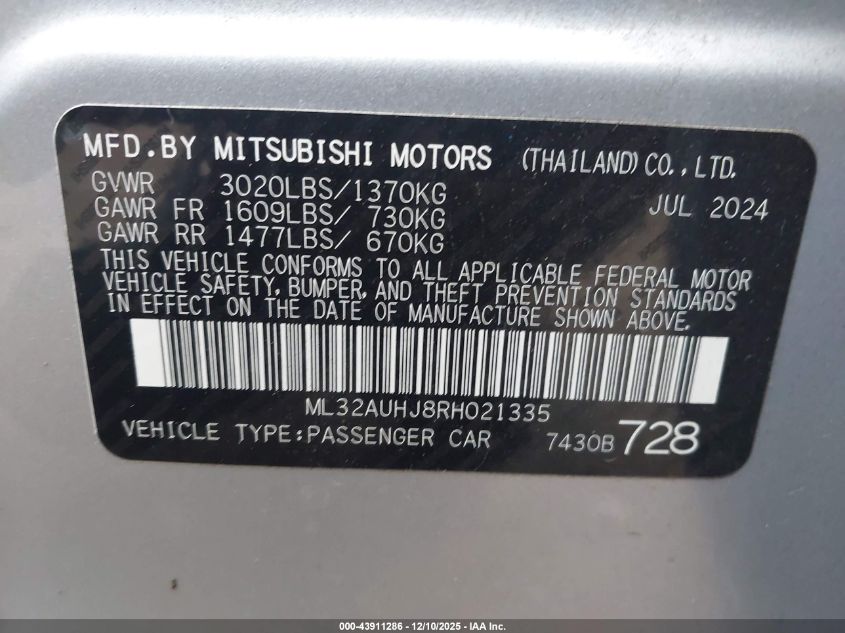 MFD.BY MITSUBISHI MOTORS (THAILAND) CO.,LTD.
GVWR 3020LBS/1370KG JUL 2024
GAWR FR 1609LBS/ 730KG
GAWR RR 1477LBS/ 670KG
THIS VEHICLE CONFORMS TO ALL APPLICABLE FEDERAL MOTOR
VEHICLE SAFETY, BUMPER, AND THEFT PREVENTION STANDARDS
IN EFFECT ON THE DATE OF MANUFACTURE SHOWN ABOVE.
ML32AUHJ8RH021335
VEHICLE TYPE:PASSENGER CAR 7430B 728
000-43911286 - 12/10/2025 - IAA Inc.